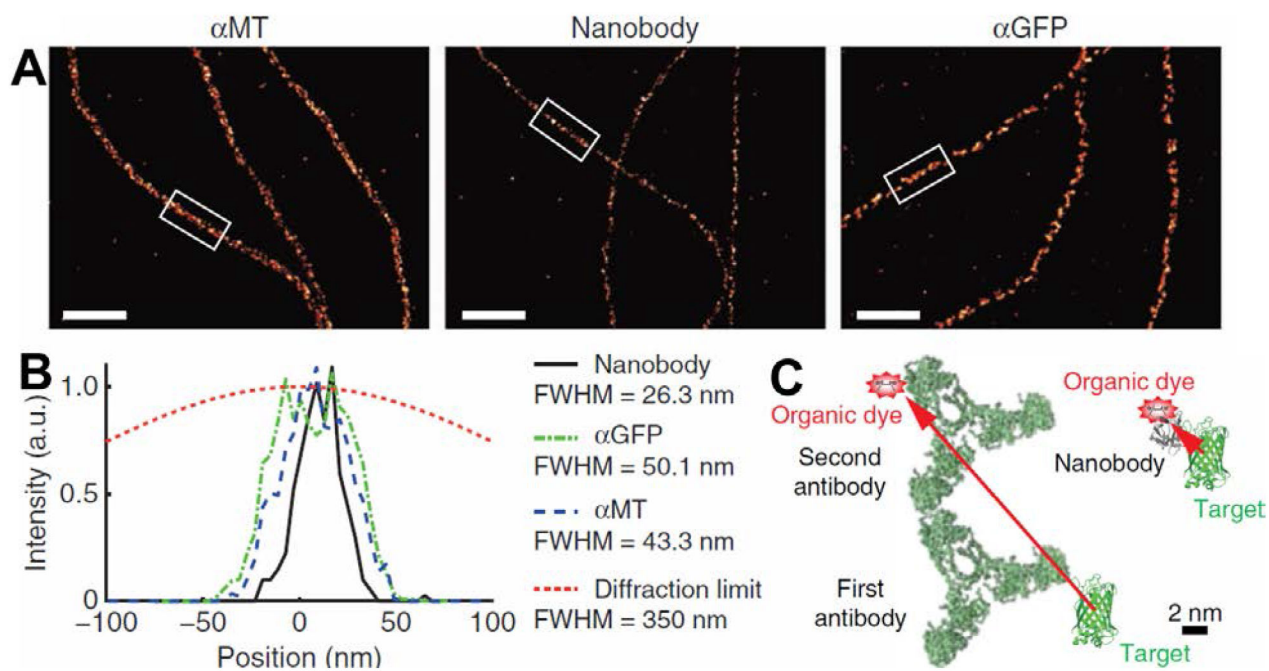 αMT
Nanobody
αGFP
A
B
Intensity (a.u.)
1.0
0.5
0
−100
−50
0
50
100
Position (nm)
Nanobody
FWHM = 26.3 nm
αGFP
FWHM = 50.1 nm
αMT
FWHM = 43.3 nm
Diffraction limit
FWHM = 350 nm
C
Organic dye
Second
antibody
First
antibody
Organic dye
Nanobody
Target
2 nm
Target